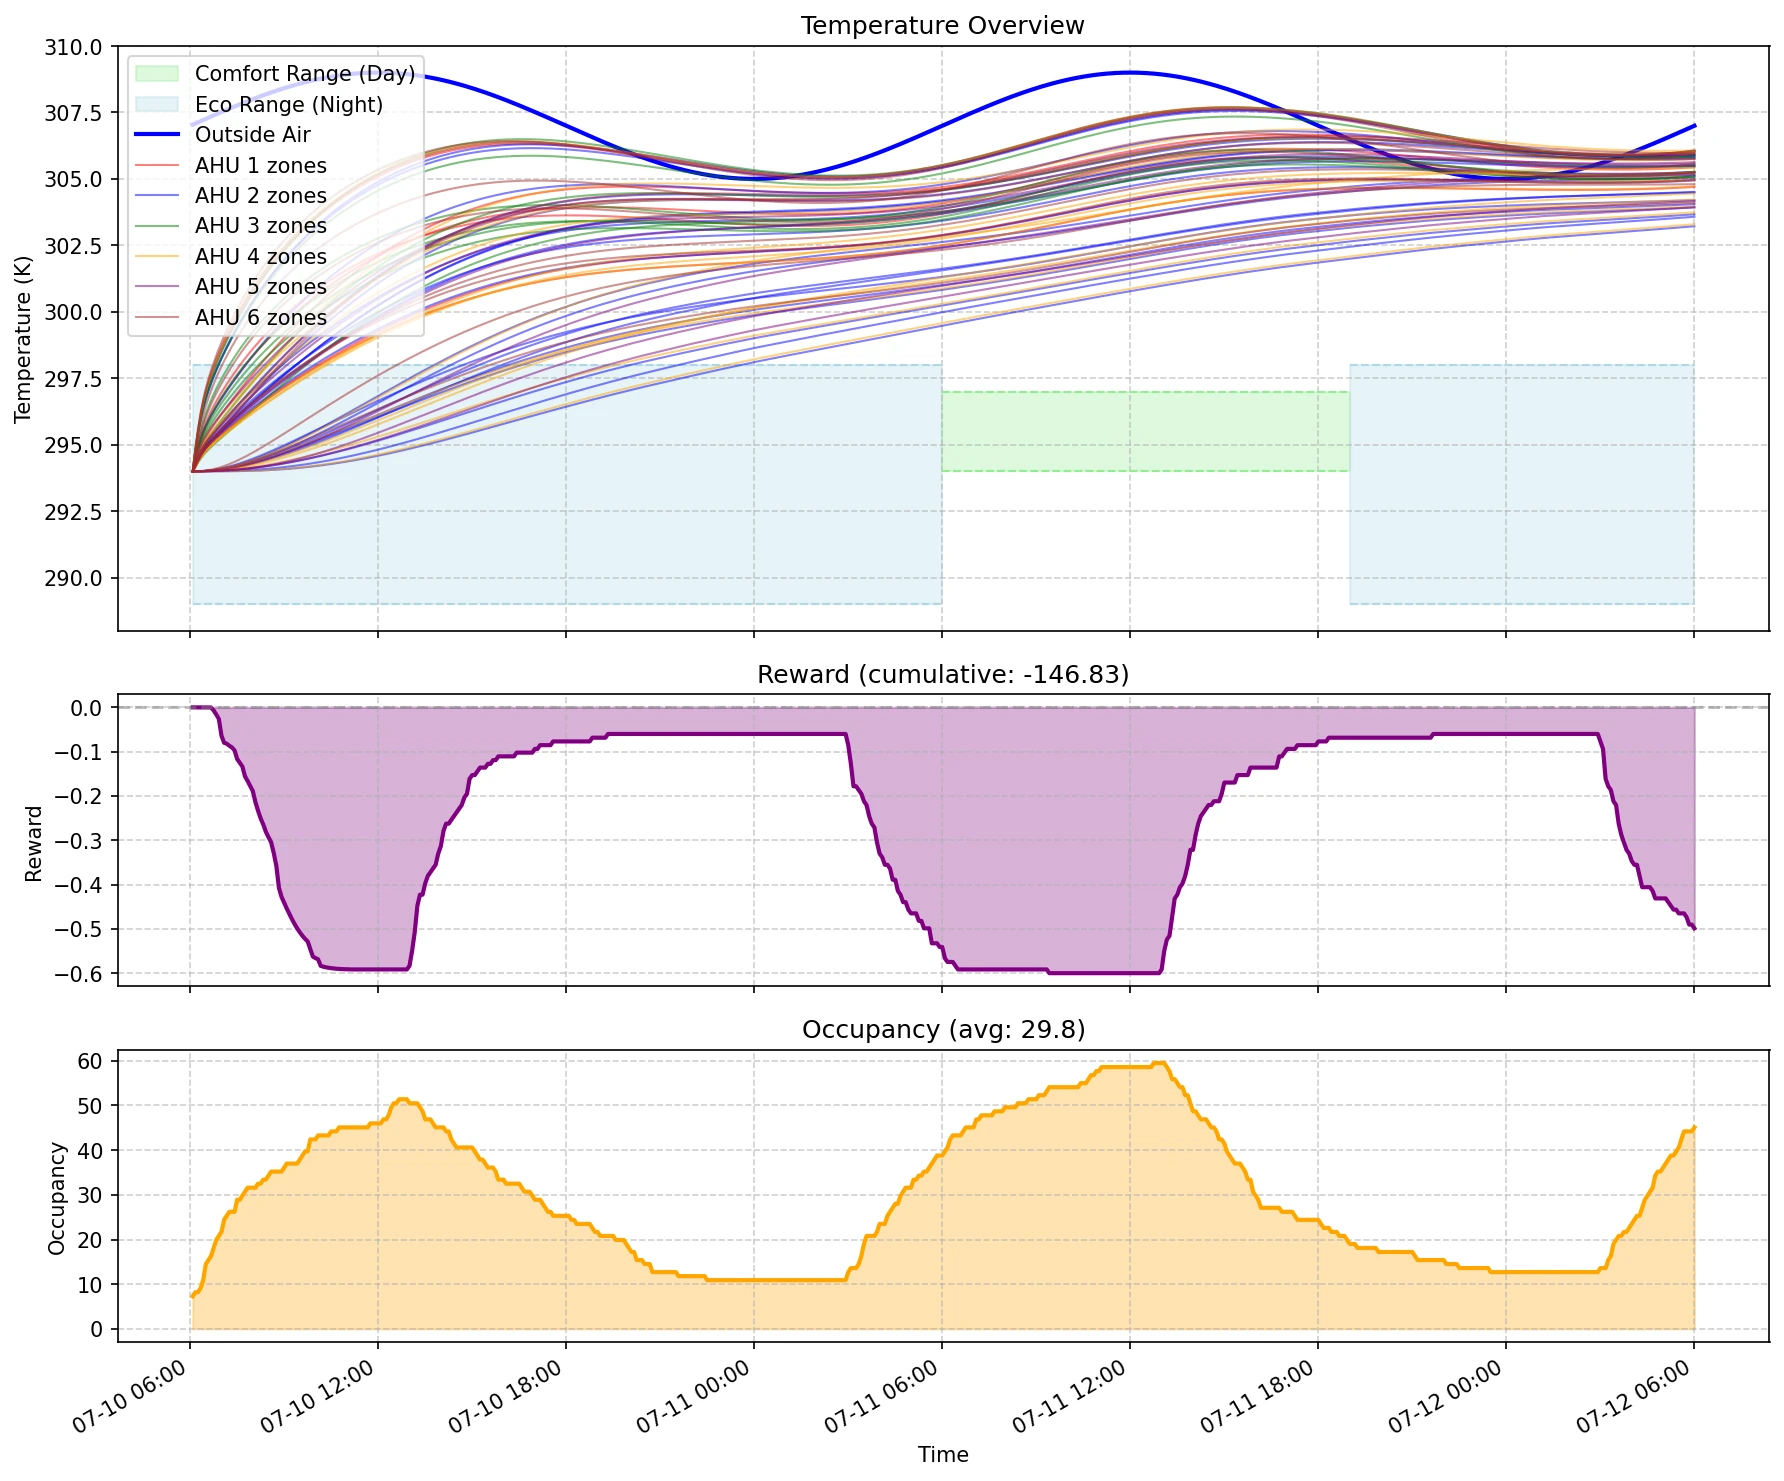 Temperature Overview
310.0
307.5
305.0
302.5
300.0
297.5
295.0
292.5
290.0
Temperature (K)
Comfort Range (Day)
Eco Range (Night)
Outside Air
AHU 1 zones
AHU 2 zones
AHU 3 zones
AHU 4 zones
AHU 5 zones
AHU 6 zones
Reward (cumulative: -146.83)
0.0
−0.1
−0.2
−0.3
−0.4
−0.5
−0.6
Reward
Occupancy (avg: 29.8)
60
50
40
30
20
10
0
Occupancy
07-10 06:00
07-10 12:00
07-10 18:00
07-11 00:00
07-11 06:00
07-11 12:00
07-11 18:00
07-12 00:00
07-12 06:00
Time